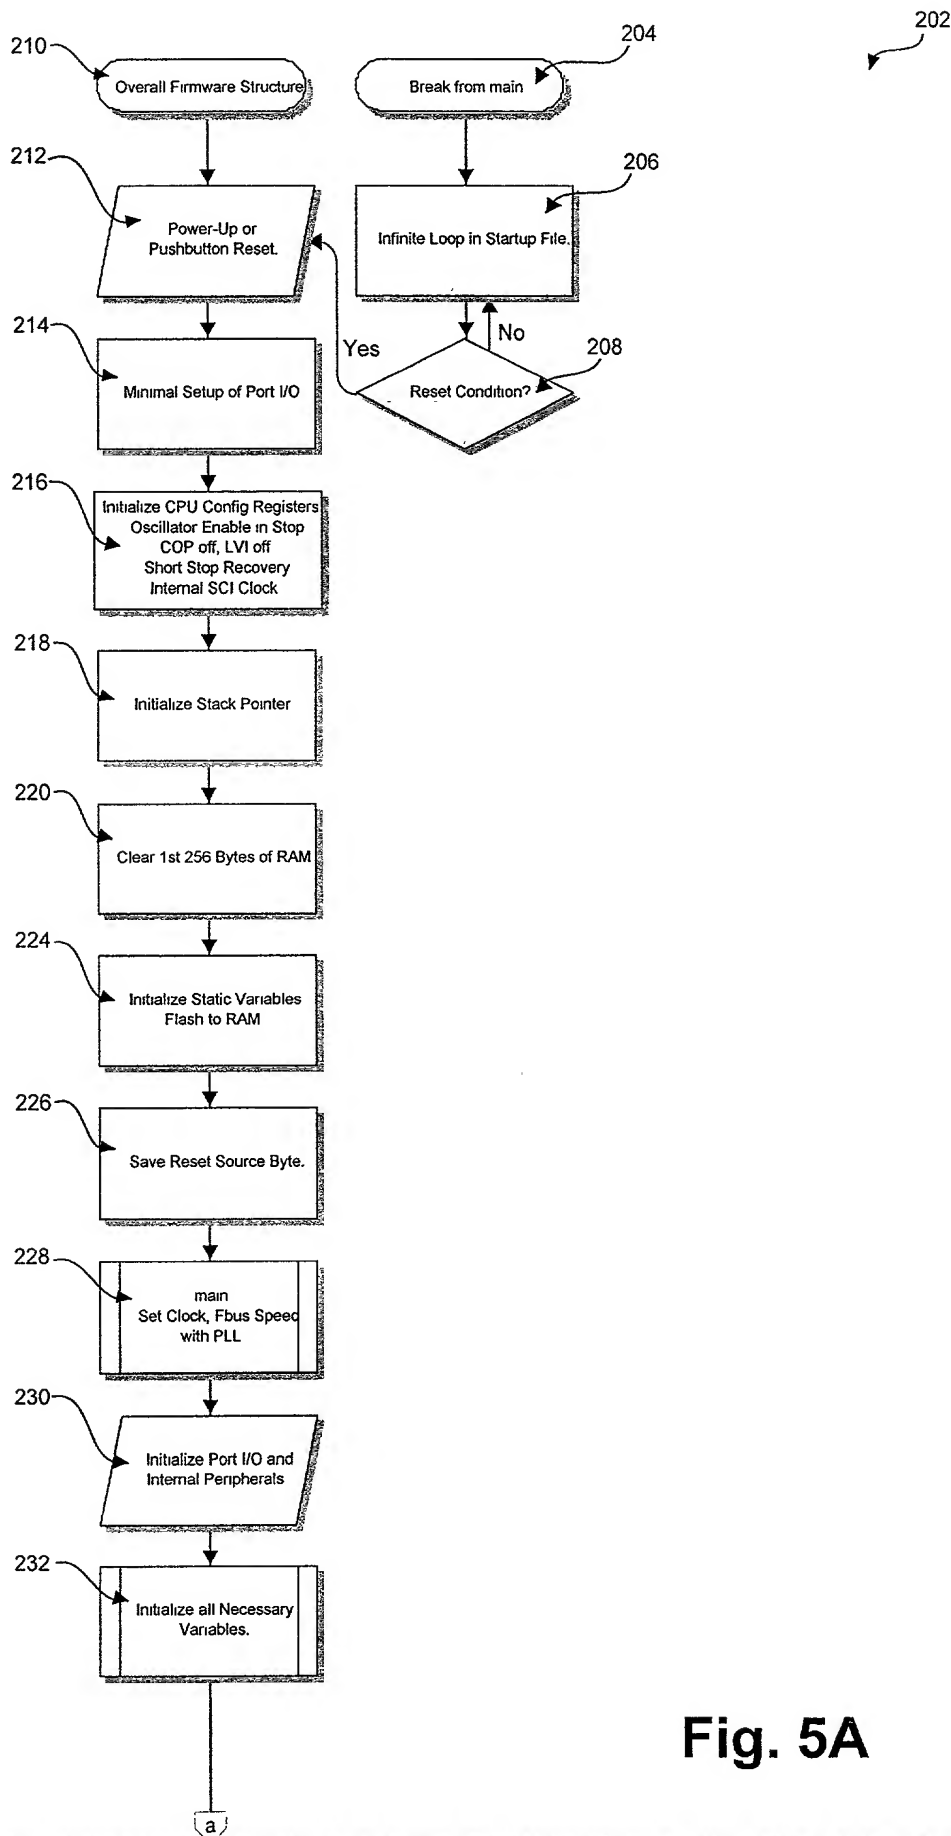 202
210
Overall Firmware Structure
204
Break from main
212
Power-Up or
Pushbutton Reset.
206
Infinite Loop in Startup File.
Yes
No
208
Reset Condition?
214
Minimal Setup of Port I/O
216
Initialize CPU Config Registers
Oscillator Enable in Stop
COP off, LVI off
Short Stop Recovery
Internal SCI Clock
218
Initialize Stack Pointer
220
Clear 1st 256 Bytes of RAM
224
Initialize Static Variables
Flash to RAM
226
Save Reset Source Byte.
228
main
Set Clock, Fbus Speed
with PLL
230
Initialize Port I/O and
Internal Peripherals
232
Initialize all Necessary
Variables.
a
Fig. 5A